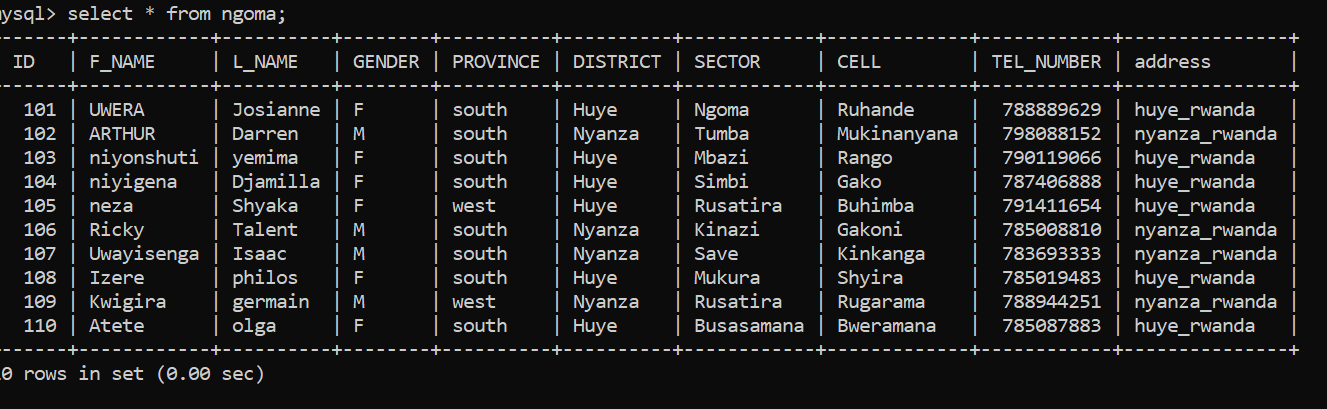 mysql> select * from ngoma;
------+------------+----------+--------+----------+----------+------------+-------------+------------+---------------+
ID | F_NAME | L_NAME | GENDER | PROVINCE | DISTRICT | SECTOR | CELL | TEL_NUMBER | address |
------+------------+----------+--------+----------+----------+------------+-------------+------------+---------------+
101 | UWERA | Josianne | F | south | Huye | Ngoma | Ruhande | 788889629 | huye_rwanda |
102 | ARTHUR | Darren | M | south | Nyanza | Tumba | Mukinanyana | 798088152 | nyanza_rwanda |
103 | niyonshuti | yemima | F | south | Huye | Mbazi | Rango | 790119066 | huye_rwanda |
104 | niyigena | Djamilla | F | south | Huye | Simbi | Gako | 787406888 | huye_rwanda |
105 | neza | Shyaka | F | west | Huye | Rusatira | Buhimba | 791411654 | huye_rwanda |
106 | Ricky | Talent | M | south | Nyanza | Kinazi | Gakoni | 785008810 | nyanza_rwanda |
107 | Uwayisenga | Isaac | M | south | Nyanza | Save | Kinkanga | 783693333 | nyanza_rwanda |
108 | Izere | philos | F | south | Huye | Mukura | Shyira | 785019483 | huye_rwanda |
109 | Kwigira | germain | M | west | Nyanza | Rusatira | Rugarama | 788944251 | nyanza_rwanda |
110 | Atete | olga | F | south | Huye | Busasamana | Bweramana | 785087883 | huye_rwanda |
------+------------+----------+--------+----------+----------+------------+-------------+------------+---------------+
10 rows in set (0.00 sec)